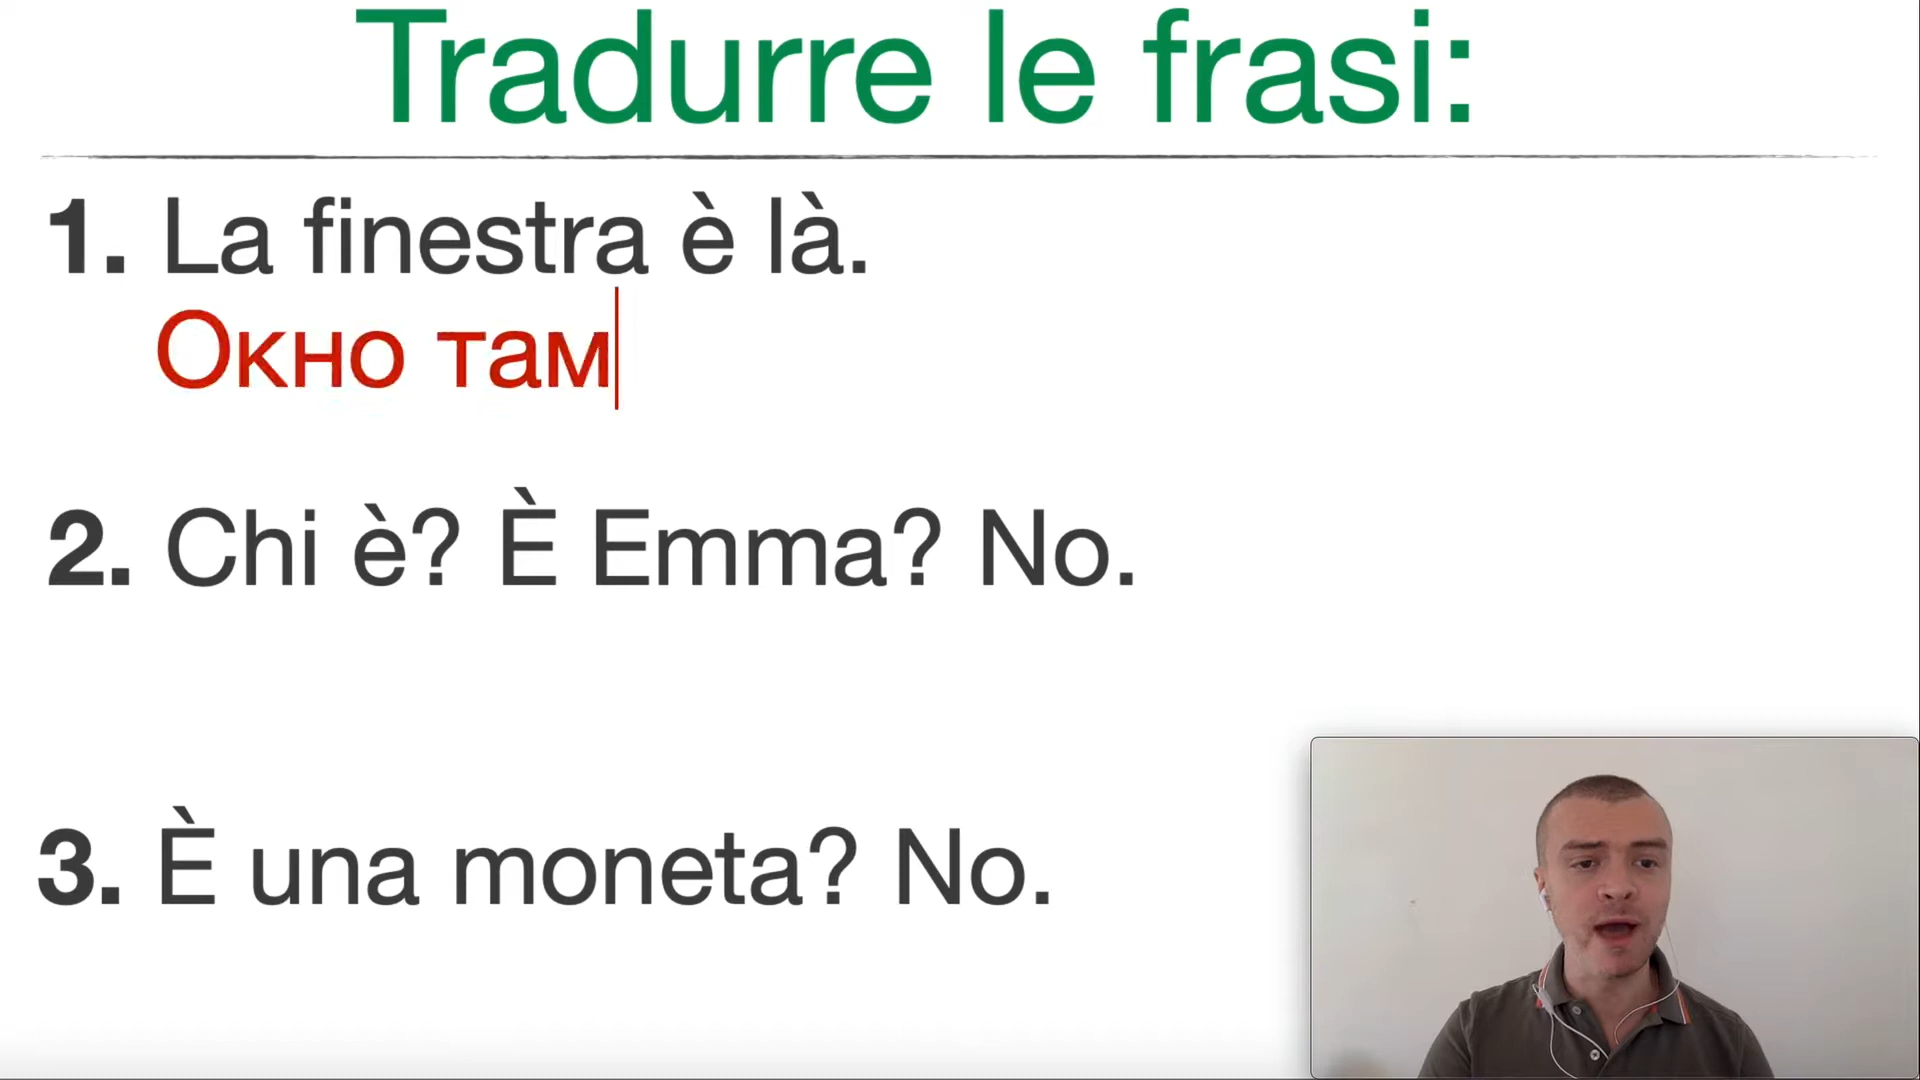 Tradurre le frasi:
1. La finestra è là.
Окно там
2. Chi è? È Emma? No.
3. È una moneta? No.